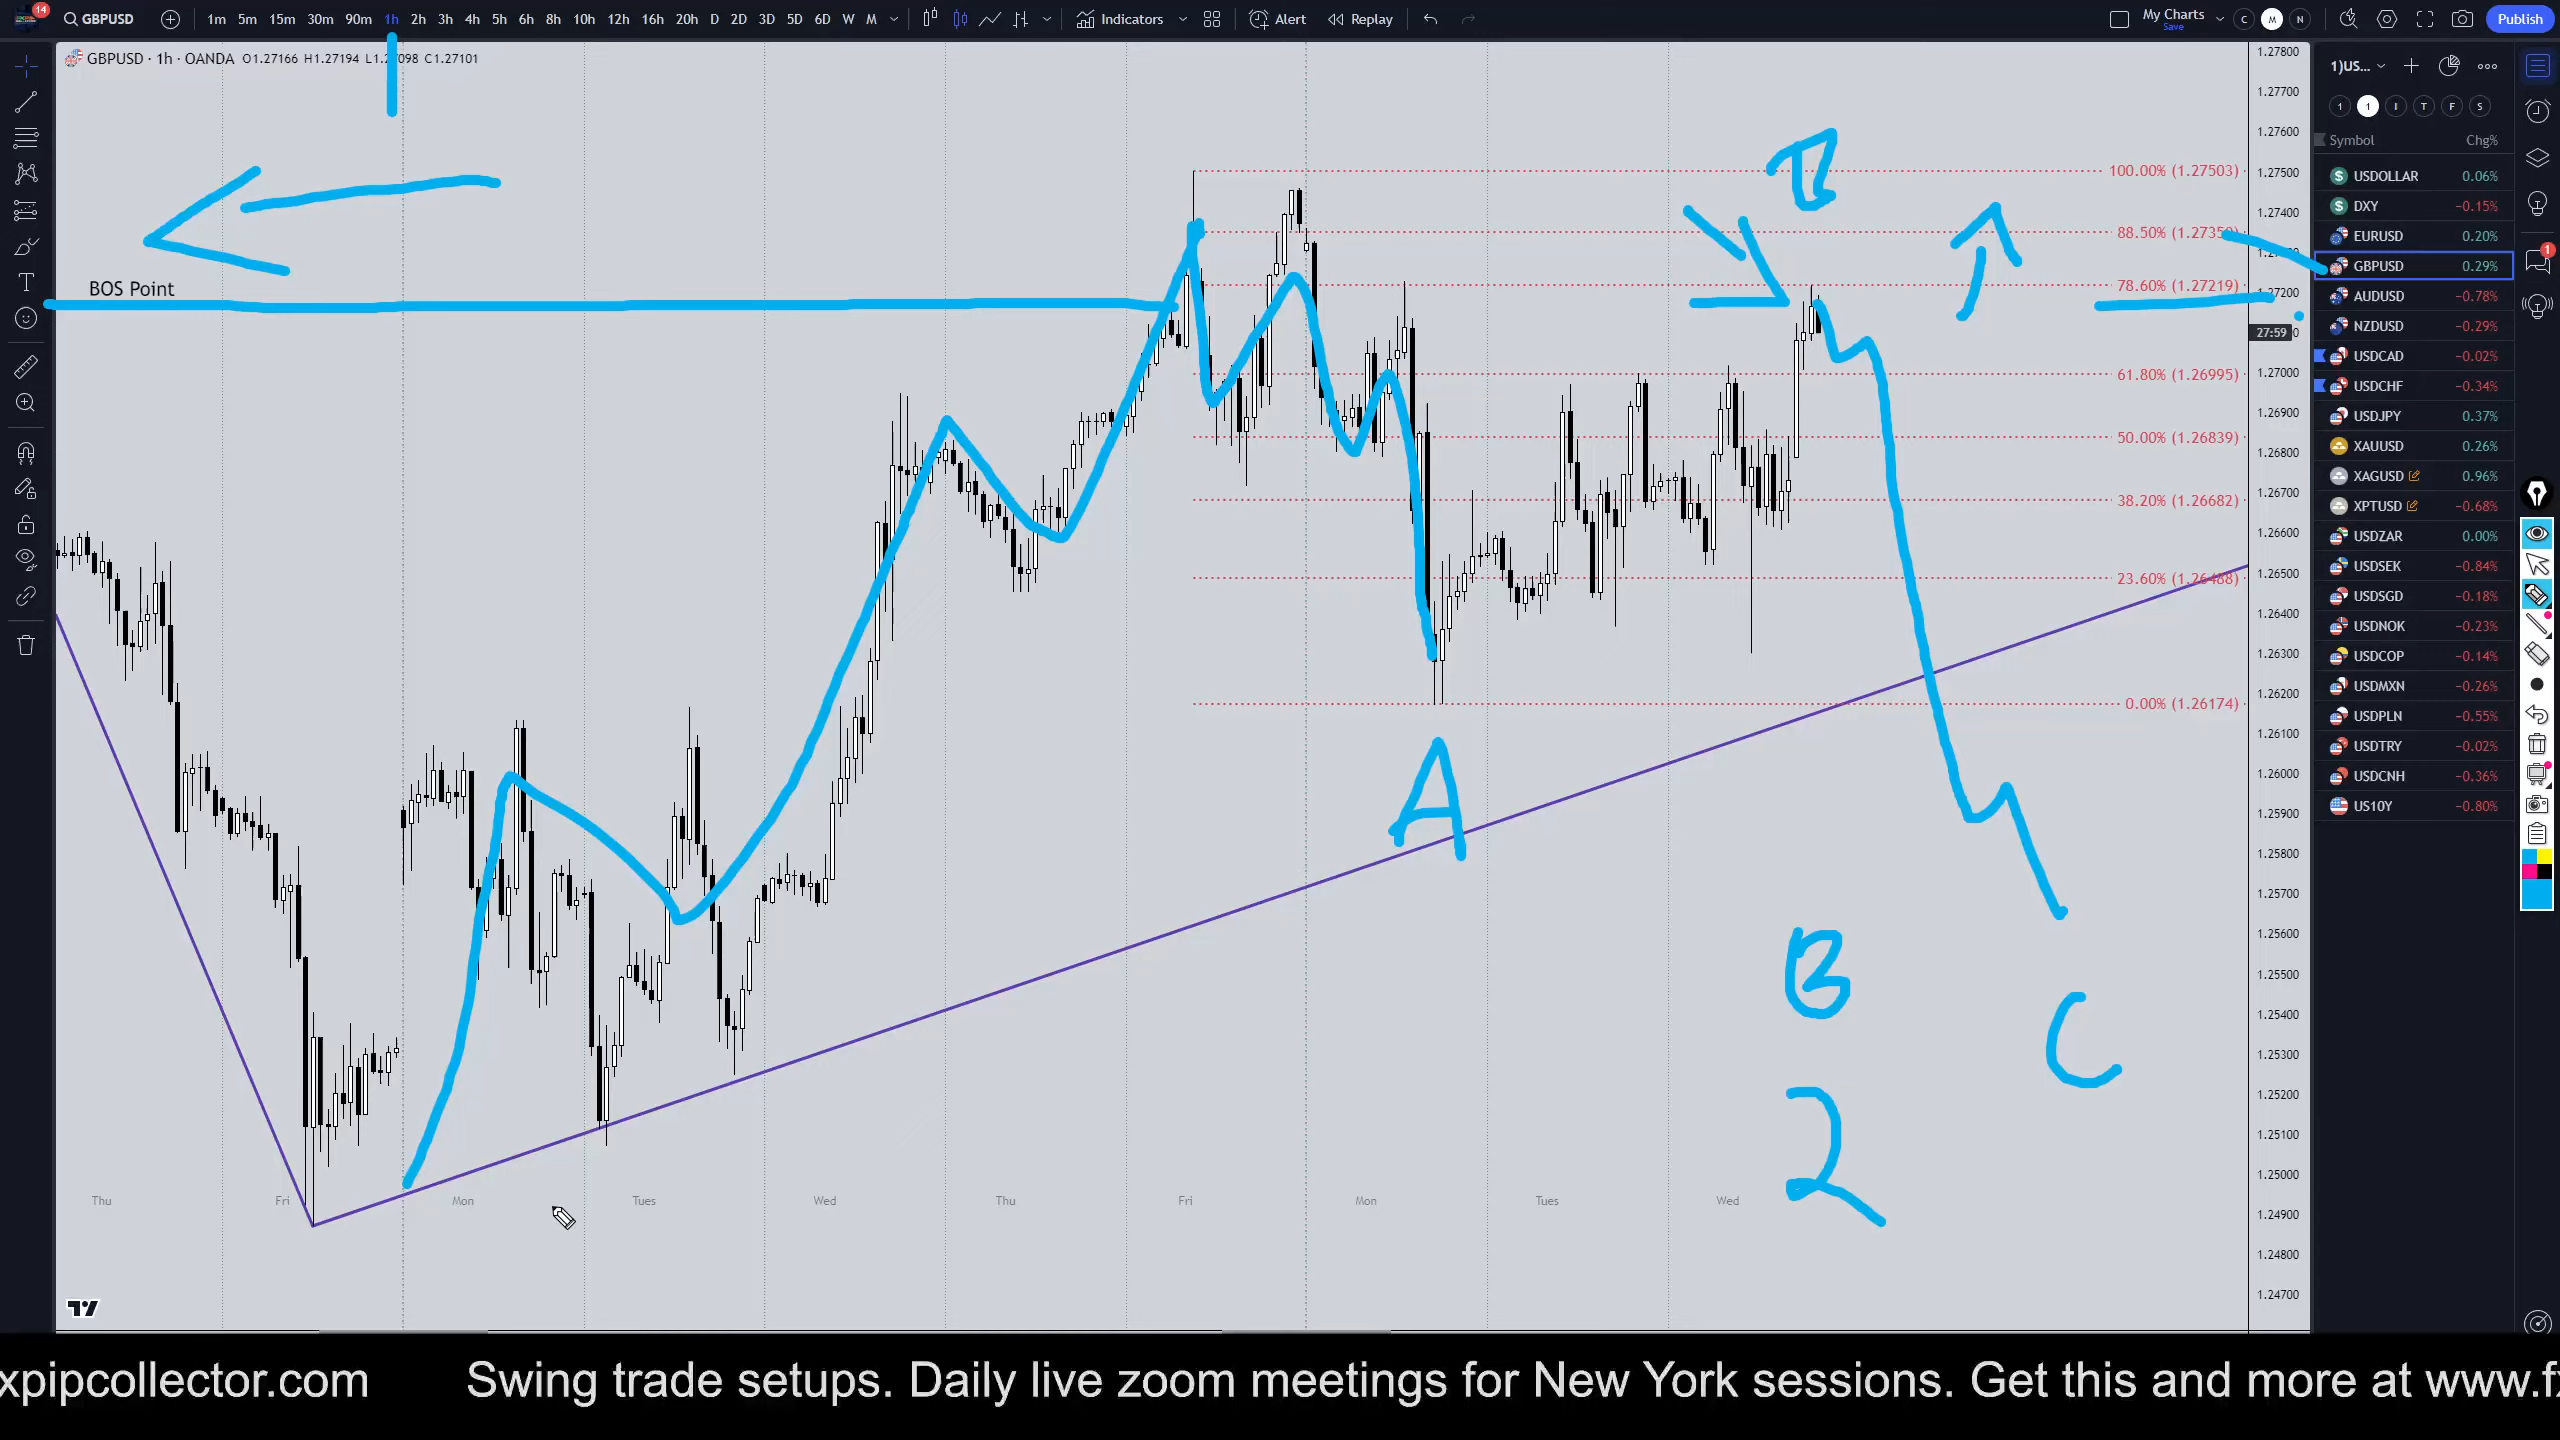 14 GBPUSD 1m 5m 15m 30m 90m 1h 2h 3h 4h 5h 6h 8h 10h 12h 16h 20h D 2D 3D 5D 6D W M Indicators Alert Replay My Charts Save C M N Publish
GBPUSD · 1h · OANDA O1.27166 H1.27194 C1.27101
BOS Point
100.00% (1.27503)
88.50%
78.60% (1.27219)
61.80% (1.26995)
50.00% (1.26839)
38.20% (1.26682)
23.60% (1.26488)
0.00% (1.26174)
A
B
2
C
1.27800
1.27700
1.27600
1.27500
1.27400
1.27200
27:59
1.27000
1.26900
1.26800
1.26700
1.26600
1.26500
1.26400
1.26300
1.26200
1.26100
1.26000
1.25900
1.25800
1.25700
1.25600
1.25500
1.25400
1.25300
1.25200
1.25100
1.25000
1.24900
1.24800
1.24700
Thu Fri Mon Tues Wed Thu Fri Mon Tues Wed
1)US...
1 1 I T F S
Symbol Chg%
USDOLLAR 0.06%
DXY −0.15%
EURUSD 0.20%
GBPUSD 0.29%
AUDUSD −0.78%
NZDUSD −0.29%
USDCAD −0.02%
USDCHF −0.34%
USDJPY 0.37%
XAUUSD 0.26%
XAGUSD 0.96%
XPTUSD −0.68%
USDZAR 0.00%
USDSEK −0.84%
USDSGD −0.18%
USDNOK −0.23%
USDCOP −0.14%
USDMXN −0.26%
USDPLN −0.55%
USDTRY −0.02%
USDCNH −0.36%
US10Y −0.80%
1
xpipcollector.com Swing trade setups. Daily live zoom meetings for New York sessions. Get this and more at www.f